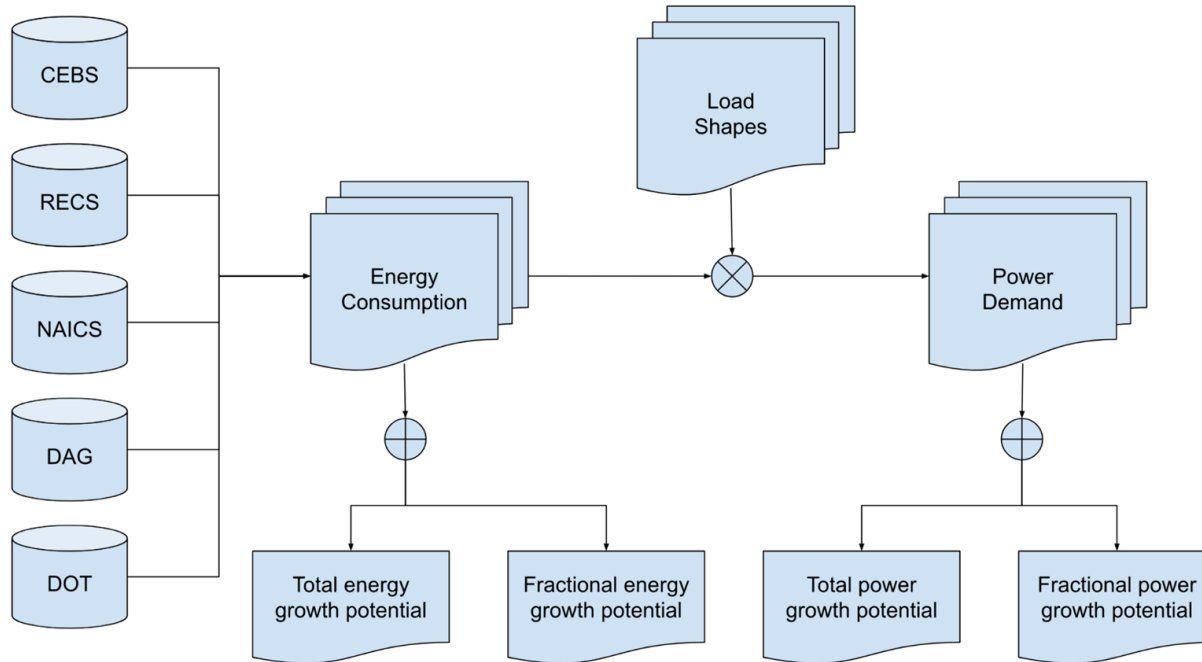 CEBS
RECS
NAICS
DAG
DOT
Load
Shapes
Energy
Consumption
Power
Demand
Total energy
growth potential
Fractional energy
growth potential
Total power
growth potential
Fractional power
growth potential